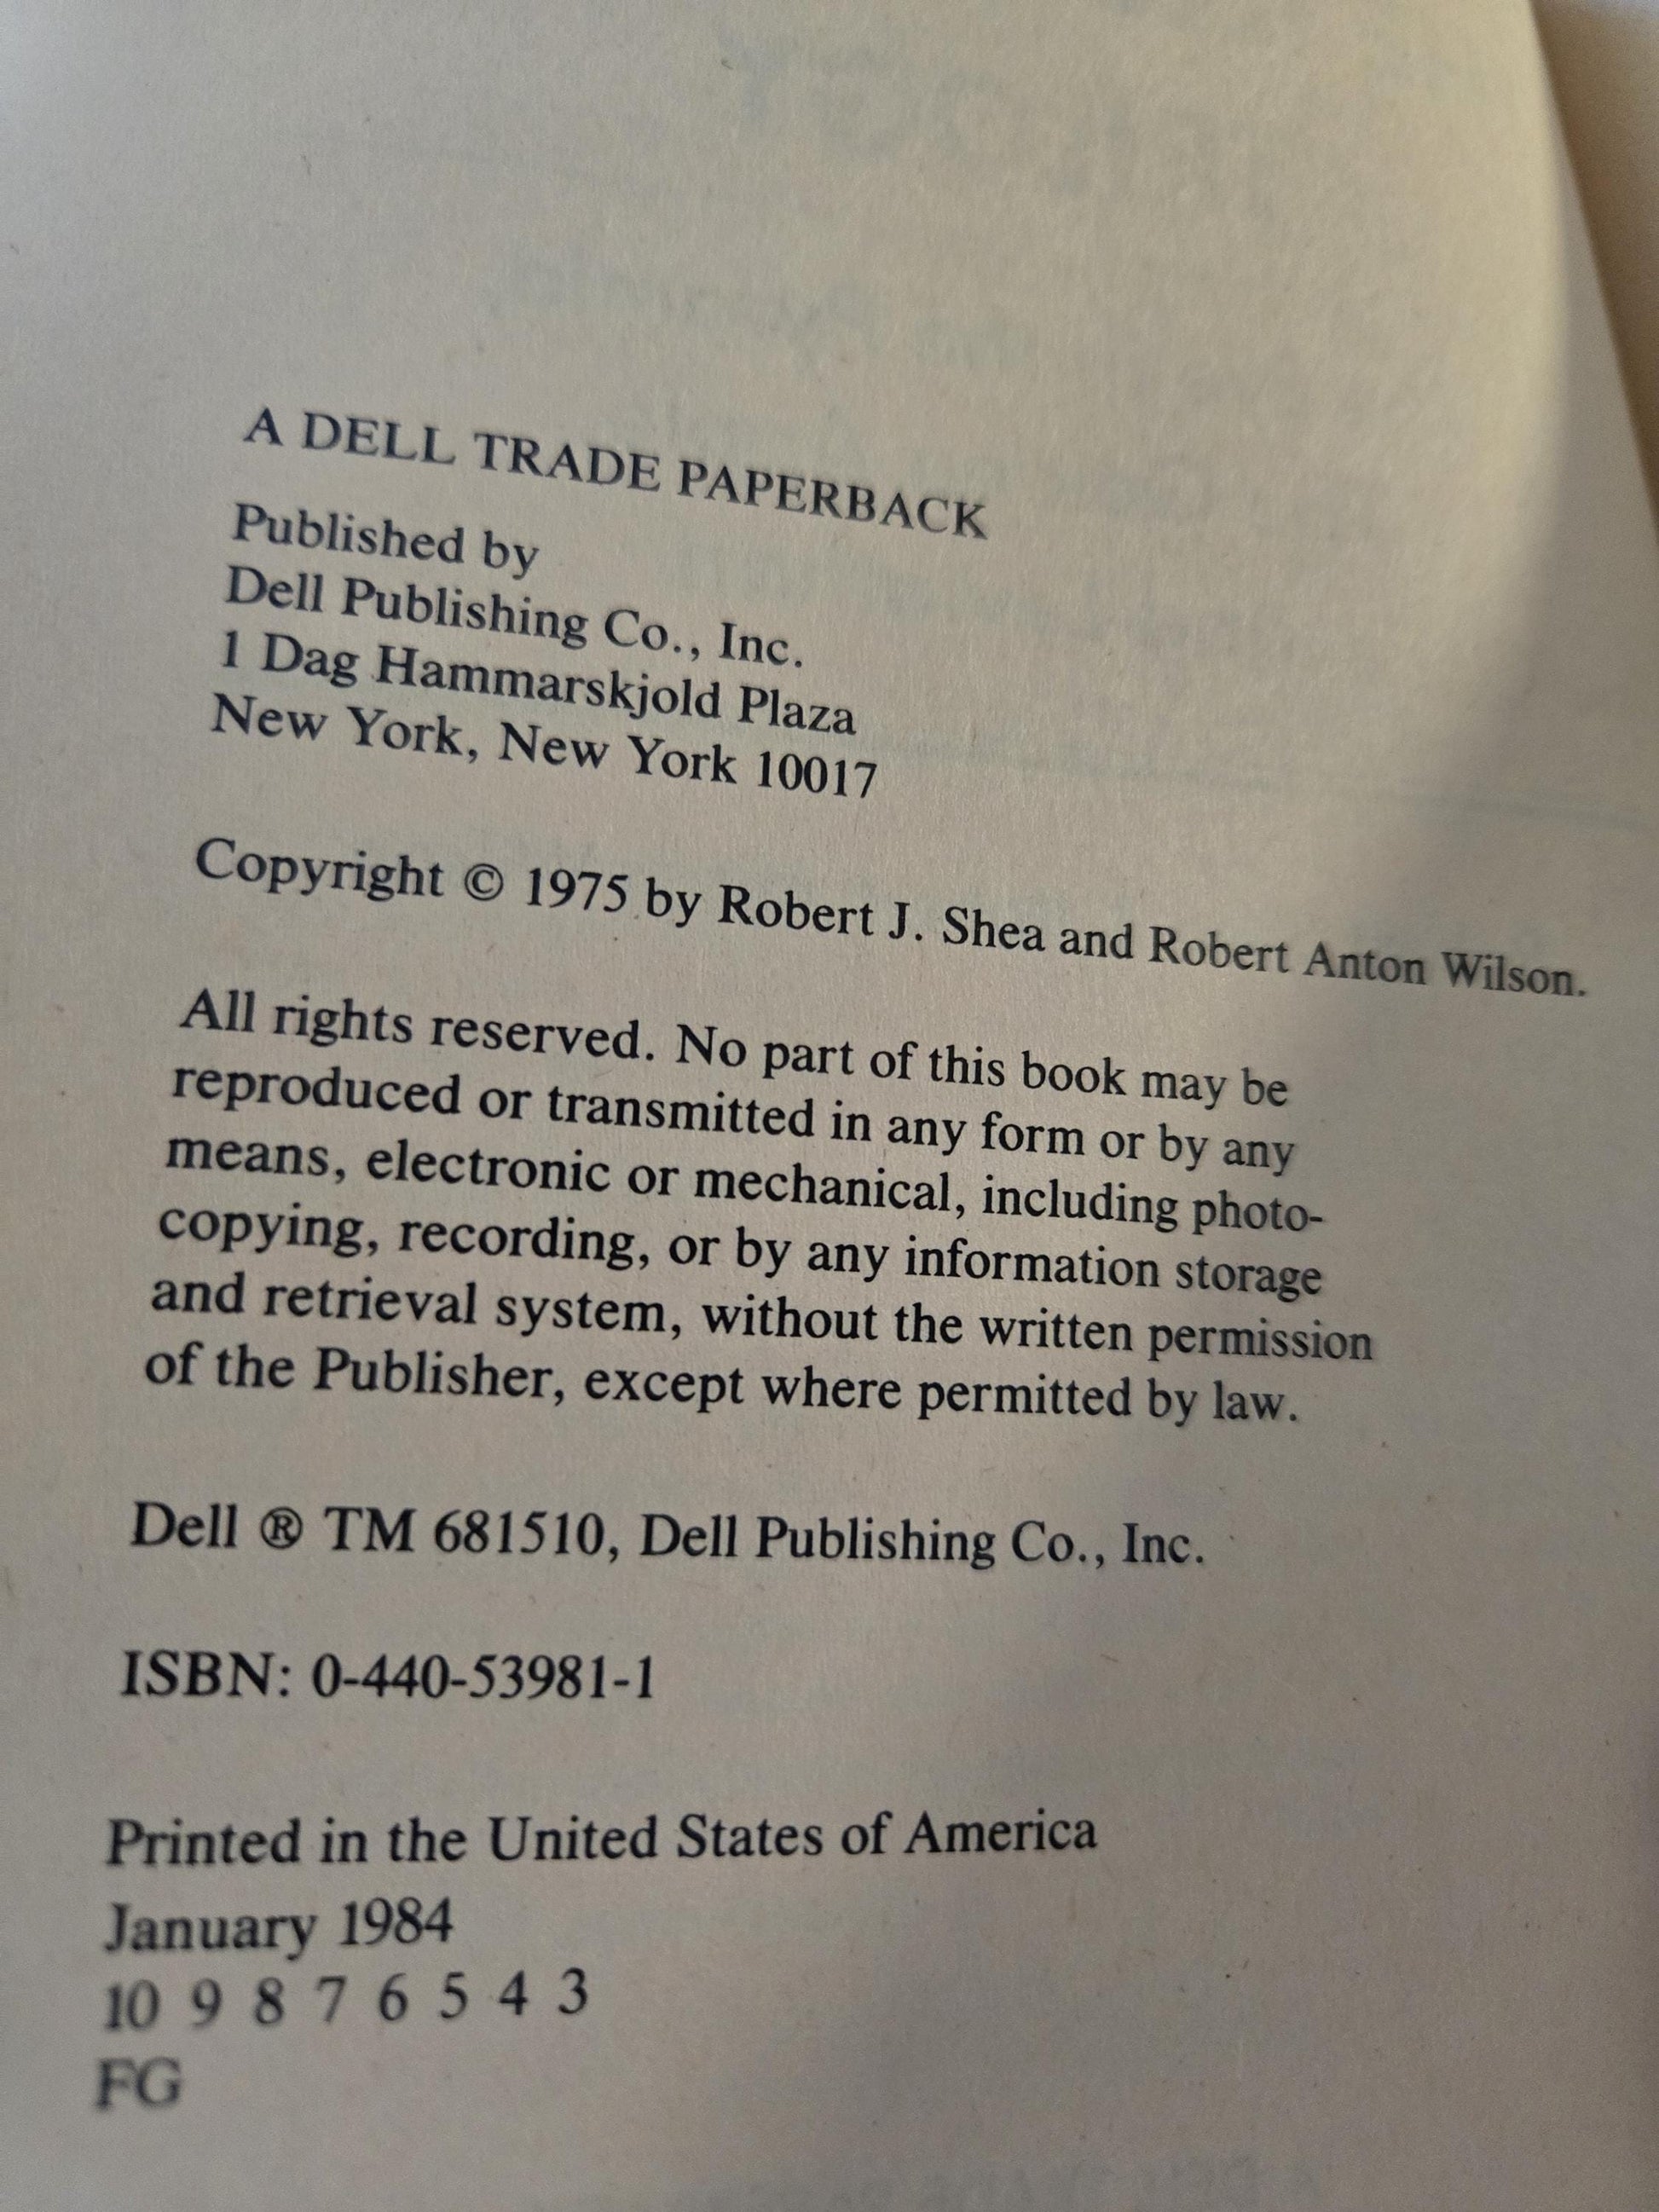 A DELL TRADE PAPERBACK
Published by
Dell Publishing Co., Inc.
1 Dag Hammarskjold Plaza
New York, New York 10017
Copyright © 1975 by Robert J. Shea and Robert Anton Wilson.
All rights reserved. No part of this book may be
reproduced or transmitted in any form or by any
means, electronic or mechanical, including photo-
copying, recording, or by any information storage
and retrieval system, without the written permission
of the Publisher, except where permitted by law.
Dell ® TM 681510, Dell Publishing Co., Inc.
ISBN: 0-440-53981-1
Printed in the United States of America
January 1984
10 9 8 7 6 5 4 3
FG